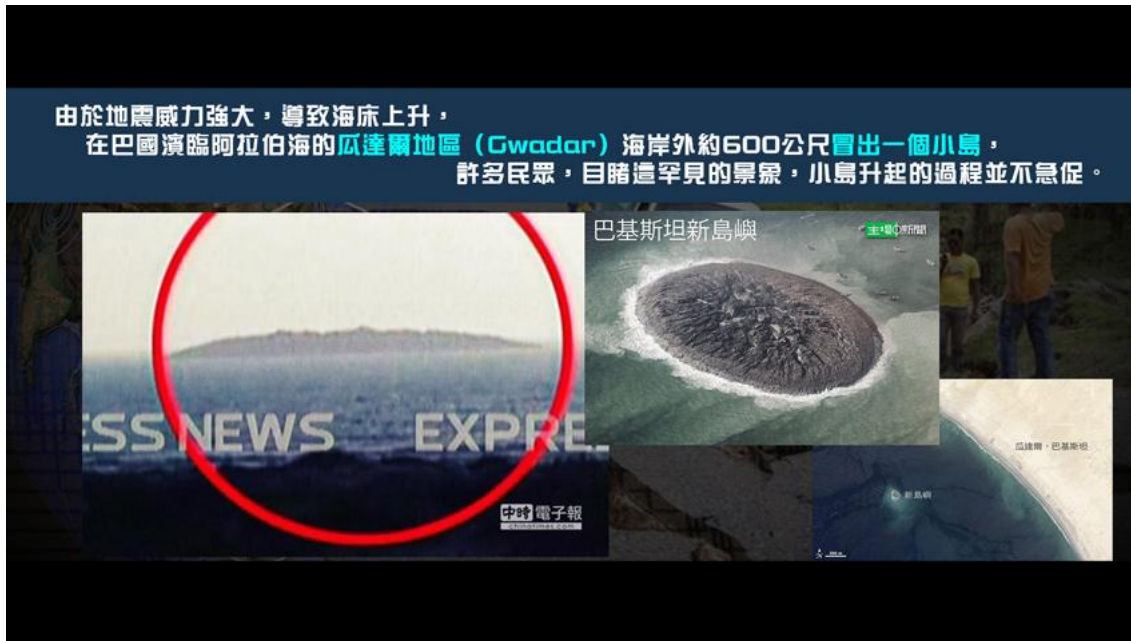 由於地震威力強大，導致海床上升，
在巴國濱臨阿拉伯海的瓜達爾地區（Gwadar）海岸外約600公尺冒出一個小島，
許多民眾，目睹這罕見的景象，小島升起的過程並不急促。
巴基斯坦新島嶼
主場新聞
ESS NEWS EXPRE
中時電子報
chinatimes.com
瓜達爾，巴基斯坦
新島嶼
N